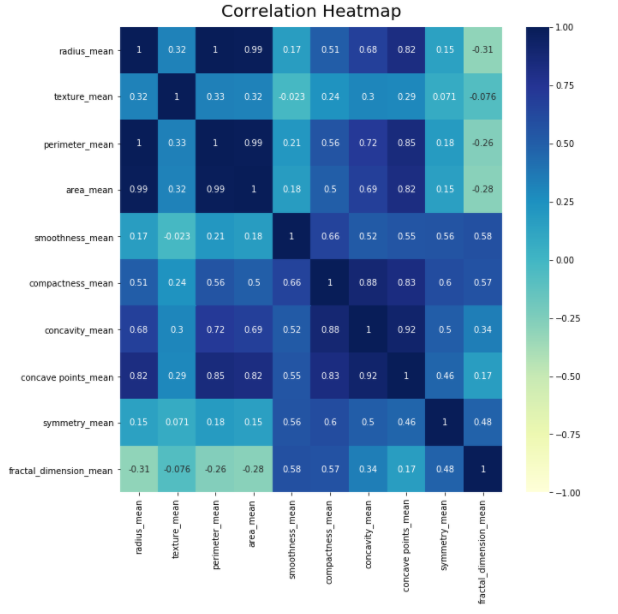 Correlation Heatmap
radius_mean 1 0.32 1 0.99 0.17 0.51 0.68 0.82 0.15 -0.31
texture_mean 0.32 1 0.33 0.32 -0.023 0.24 0.3 0.29 0.071 -0.076
perimeter_mean 1 0.33 1 0.99 0.21 0.56 0.72 0.85 0.18 -0.26
area_mean 0.99 0.32 0.99 1 0.18 0.5 0.69 0.82 0.15 -0.28
smoothness_mean 0.17 -0.023 0.21 0.18 1 0.66 0.52 0.55 0.56 0.58
compactness_mean 0.51 0.24 0.56 0.5 0.66 1 0.88 0.83 0.6 0.57
concavity_mean 0.68 0.3 0.72 0.69 0.52 0.88 1 0.92 0.5 0.34
concave points_mean 0.82 0.29 0.85 0.82 0.55 0.83 0.92 1 0.46 0.17
symmetry_mean 0.15 0.071 0.18 0.15 0.56 0.6 0.5 0.46 1 0.48
fractal_dimension_mean -0.31 -0.076 -0.26 -0.28 0.58 0.57 0.34 0.17 0.48 1
radius_mean
texture_mean
perimeter_mean
area_mean
smoothness_mean
compactness_mean
concavity_mean
concave points_mean
symmetry_mean
fractal_dimension_mean
1.00
0.75
0.50
0.25
0.00
−0.25
−0.50
−0.75
−1.00